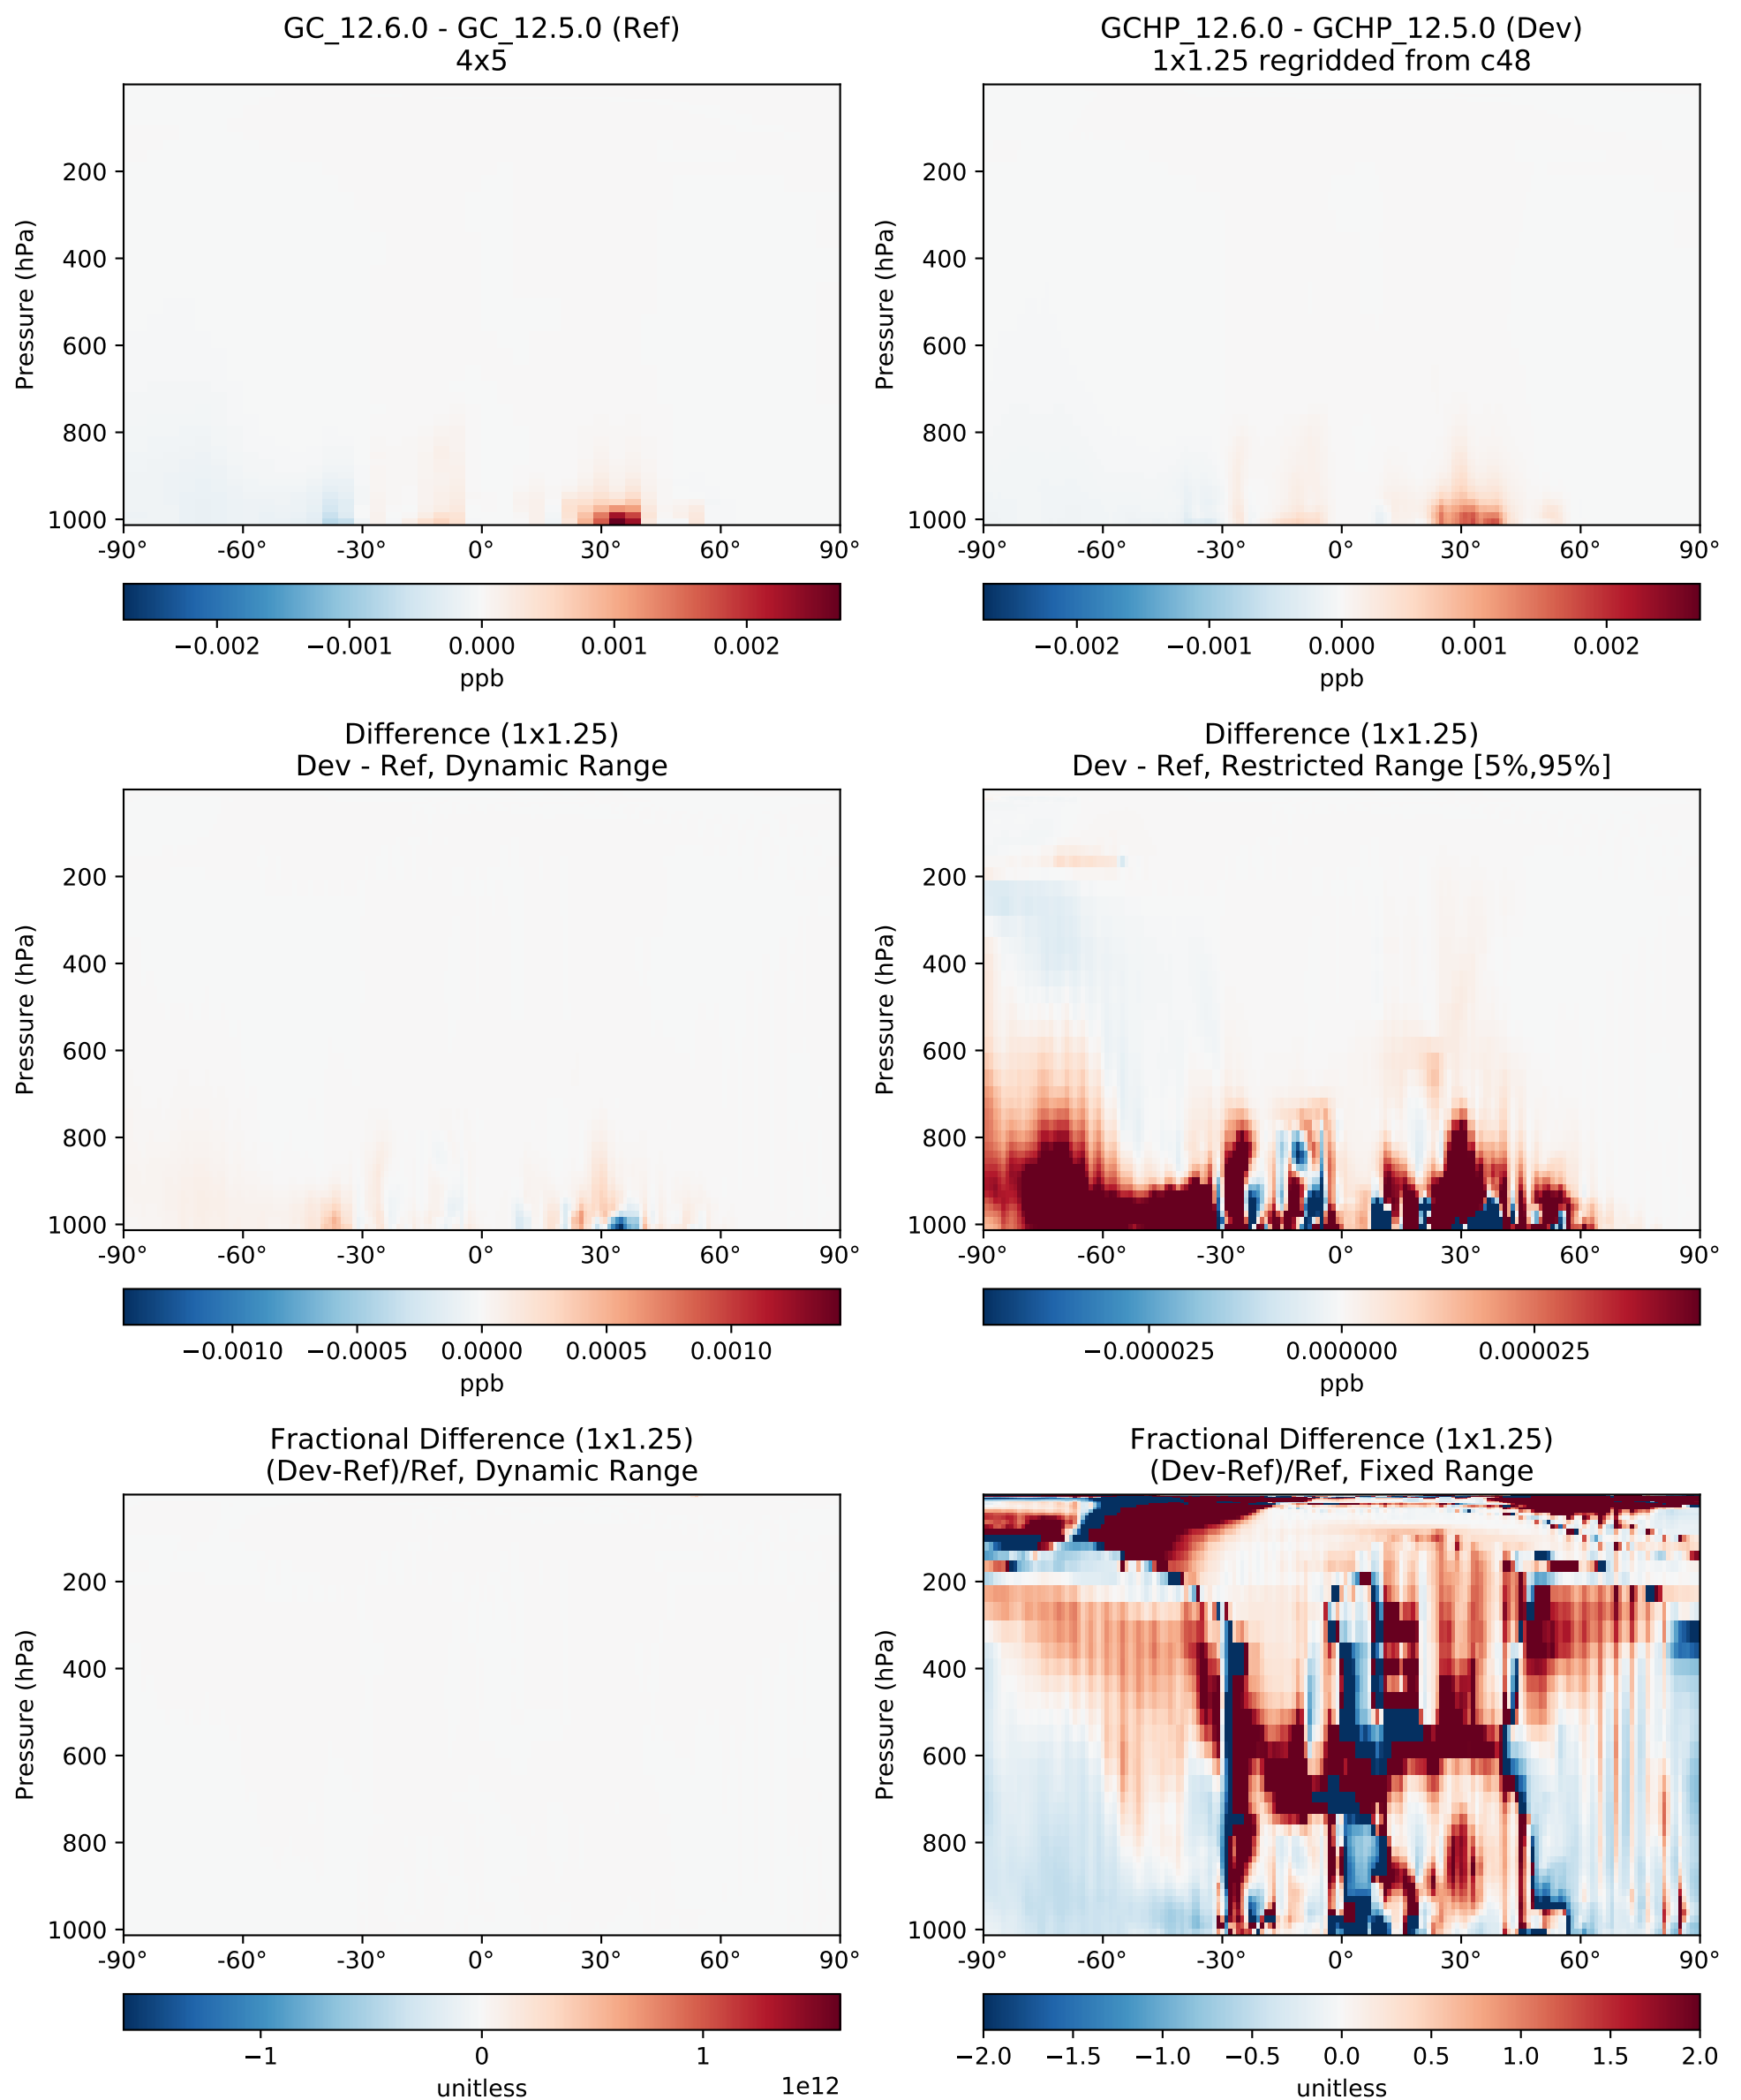 GC_12.6.0 - GC_12.5.0 (Ref)
4x5
200
400
600
800
1000
Pressure (hPa)
-90° -60° -30° 0° 30° 60° 90°
−0.002 −0.001 0.000 0.001 0.002
ppb
GCHP_12.6.0 - GCHP_12.5.0 (Dev)
1x1.25 regridded from c48
200
400
600
800
1000
Pressure (hPa)
-90° -60° -30° 0° 30° 60° 90°
−0.002 −0.001 0.000 0.001 0.002
ppb
Difference (1x1.25)
Dev - Ref, Dynamic Range
200
400
600
800
1000
Pressure (hPa)
-90° -60° -30° 0° 30° 60° 90°
−0.0010 −0.0005 0.0000 0.0005 0.0010
ppb
Difference (1x1.25)
Dev - Ref, Restricted Range [5%,95%]
200
400
600
800
1000
Pressure (hPa)
-90° -60° -30° 0° 30° 60° 90°
−0.000025 0.000000 0.000025
ppb
Fractional Difference (1x1.25)
(Dev-Ref)/Ref, Dynamic Range
200
400
600
800
1000
Pressure (hPa)
-90° -60° -30° 0° 30° 60° 90°
−1 0 1
unitless 1e12
Fractional Difference (1x1.25)
(Dev-Ref)/Ref, Fixed Range
200
400
600
800
1000
Pressure (hPa)
-90° -60° -30° 0° 30° 60° 90°
−2.0 −1.5 −1.0 −0.5 0.0 0.5 1.0 1.5 2.0
unitless